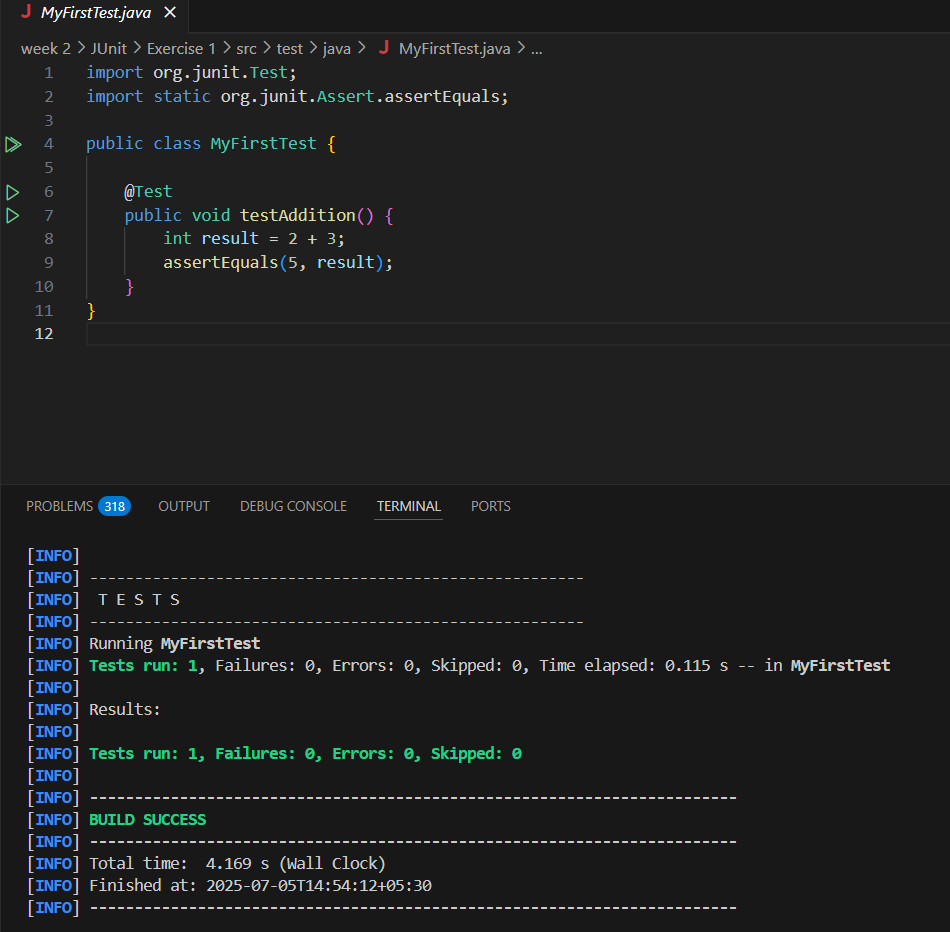 J MyFirstTest.java ×
week 2 > JUnit > Exercise 1 > src > test > java > J MyFirstTest.java > ...
1 import org.junit.Test;
2 import static org.junit.Assert.assertEquals;
3
4 public class MyFirstTest {
5
6     @Test
7     public void testAddition() {
8         int result = 2 + 3;
9         assertEquals(5, result);
10     }
11 }
12
PROBLEMS 318 OUTPUT DEBUG CONSOLE TERMINAL PORTS
[INFO]
[INFO] -------------------------------------------------------
[INFO]  T E S T S
[INFO] -------------------------------------------------------
[INFO] Running MyFirstTest
[INFO] Tests run: 1, Failures: 0, Errors: 0, Skipped: 0, Time elapsed: 0.115 s -- in MyFirstTest
[INFO]
[INFO] Results:
[INFO]
[INFO] Tests run: 1, Failures: 0, Errors: 0, Skipped: 0
[INFO]
[INFO] ------------------------------------------------------------------------
[INFO] BUILD SUCCESS
[INFO] ------------------------------------------------------------------------
[INFO] Total time:  4.169 s (Wall Clock)
[INFO] Finished at: 2025-07-05T14:54:12+05:30
[INFO] ------------------------------------------------------------------------